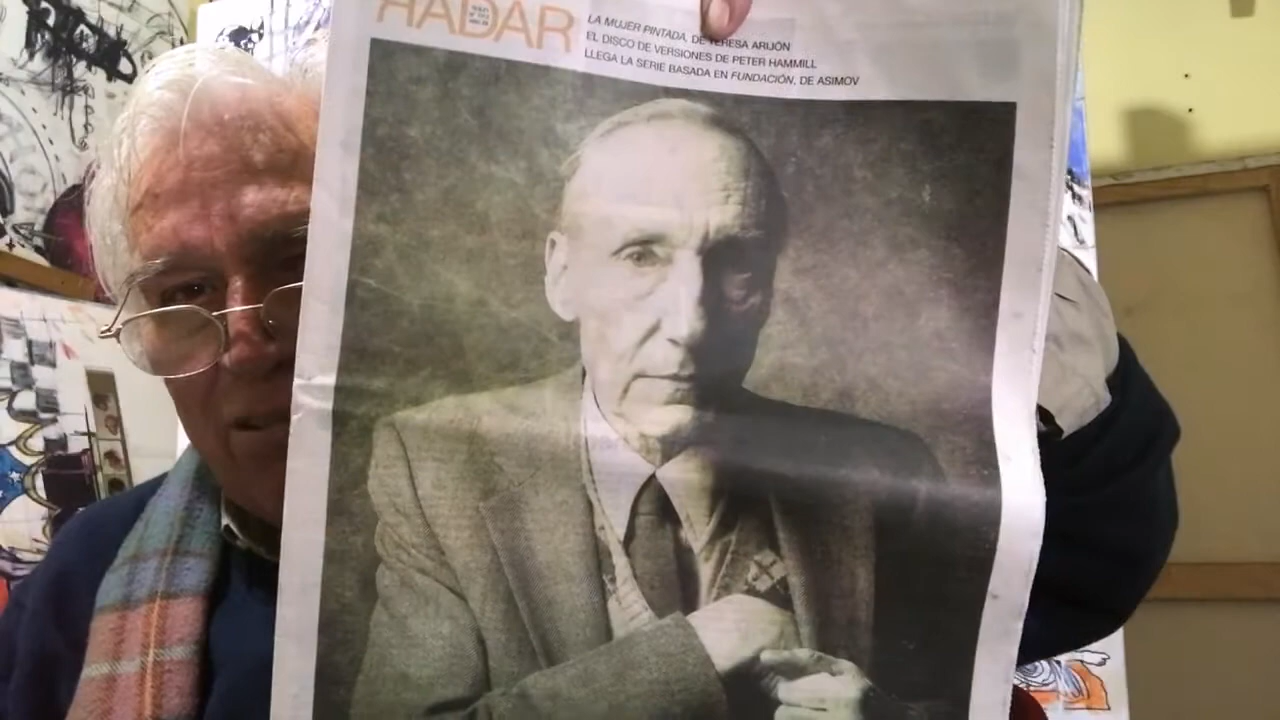 RADAR
LA MUJER PINTADA, DE TERESA ARIJÓN
EL DISCO DE VERSIONES DE PETER HAMMILL
LLEGA LA SERIE BASADA EN FUNDACIÓN, DE ASIMOV